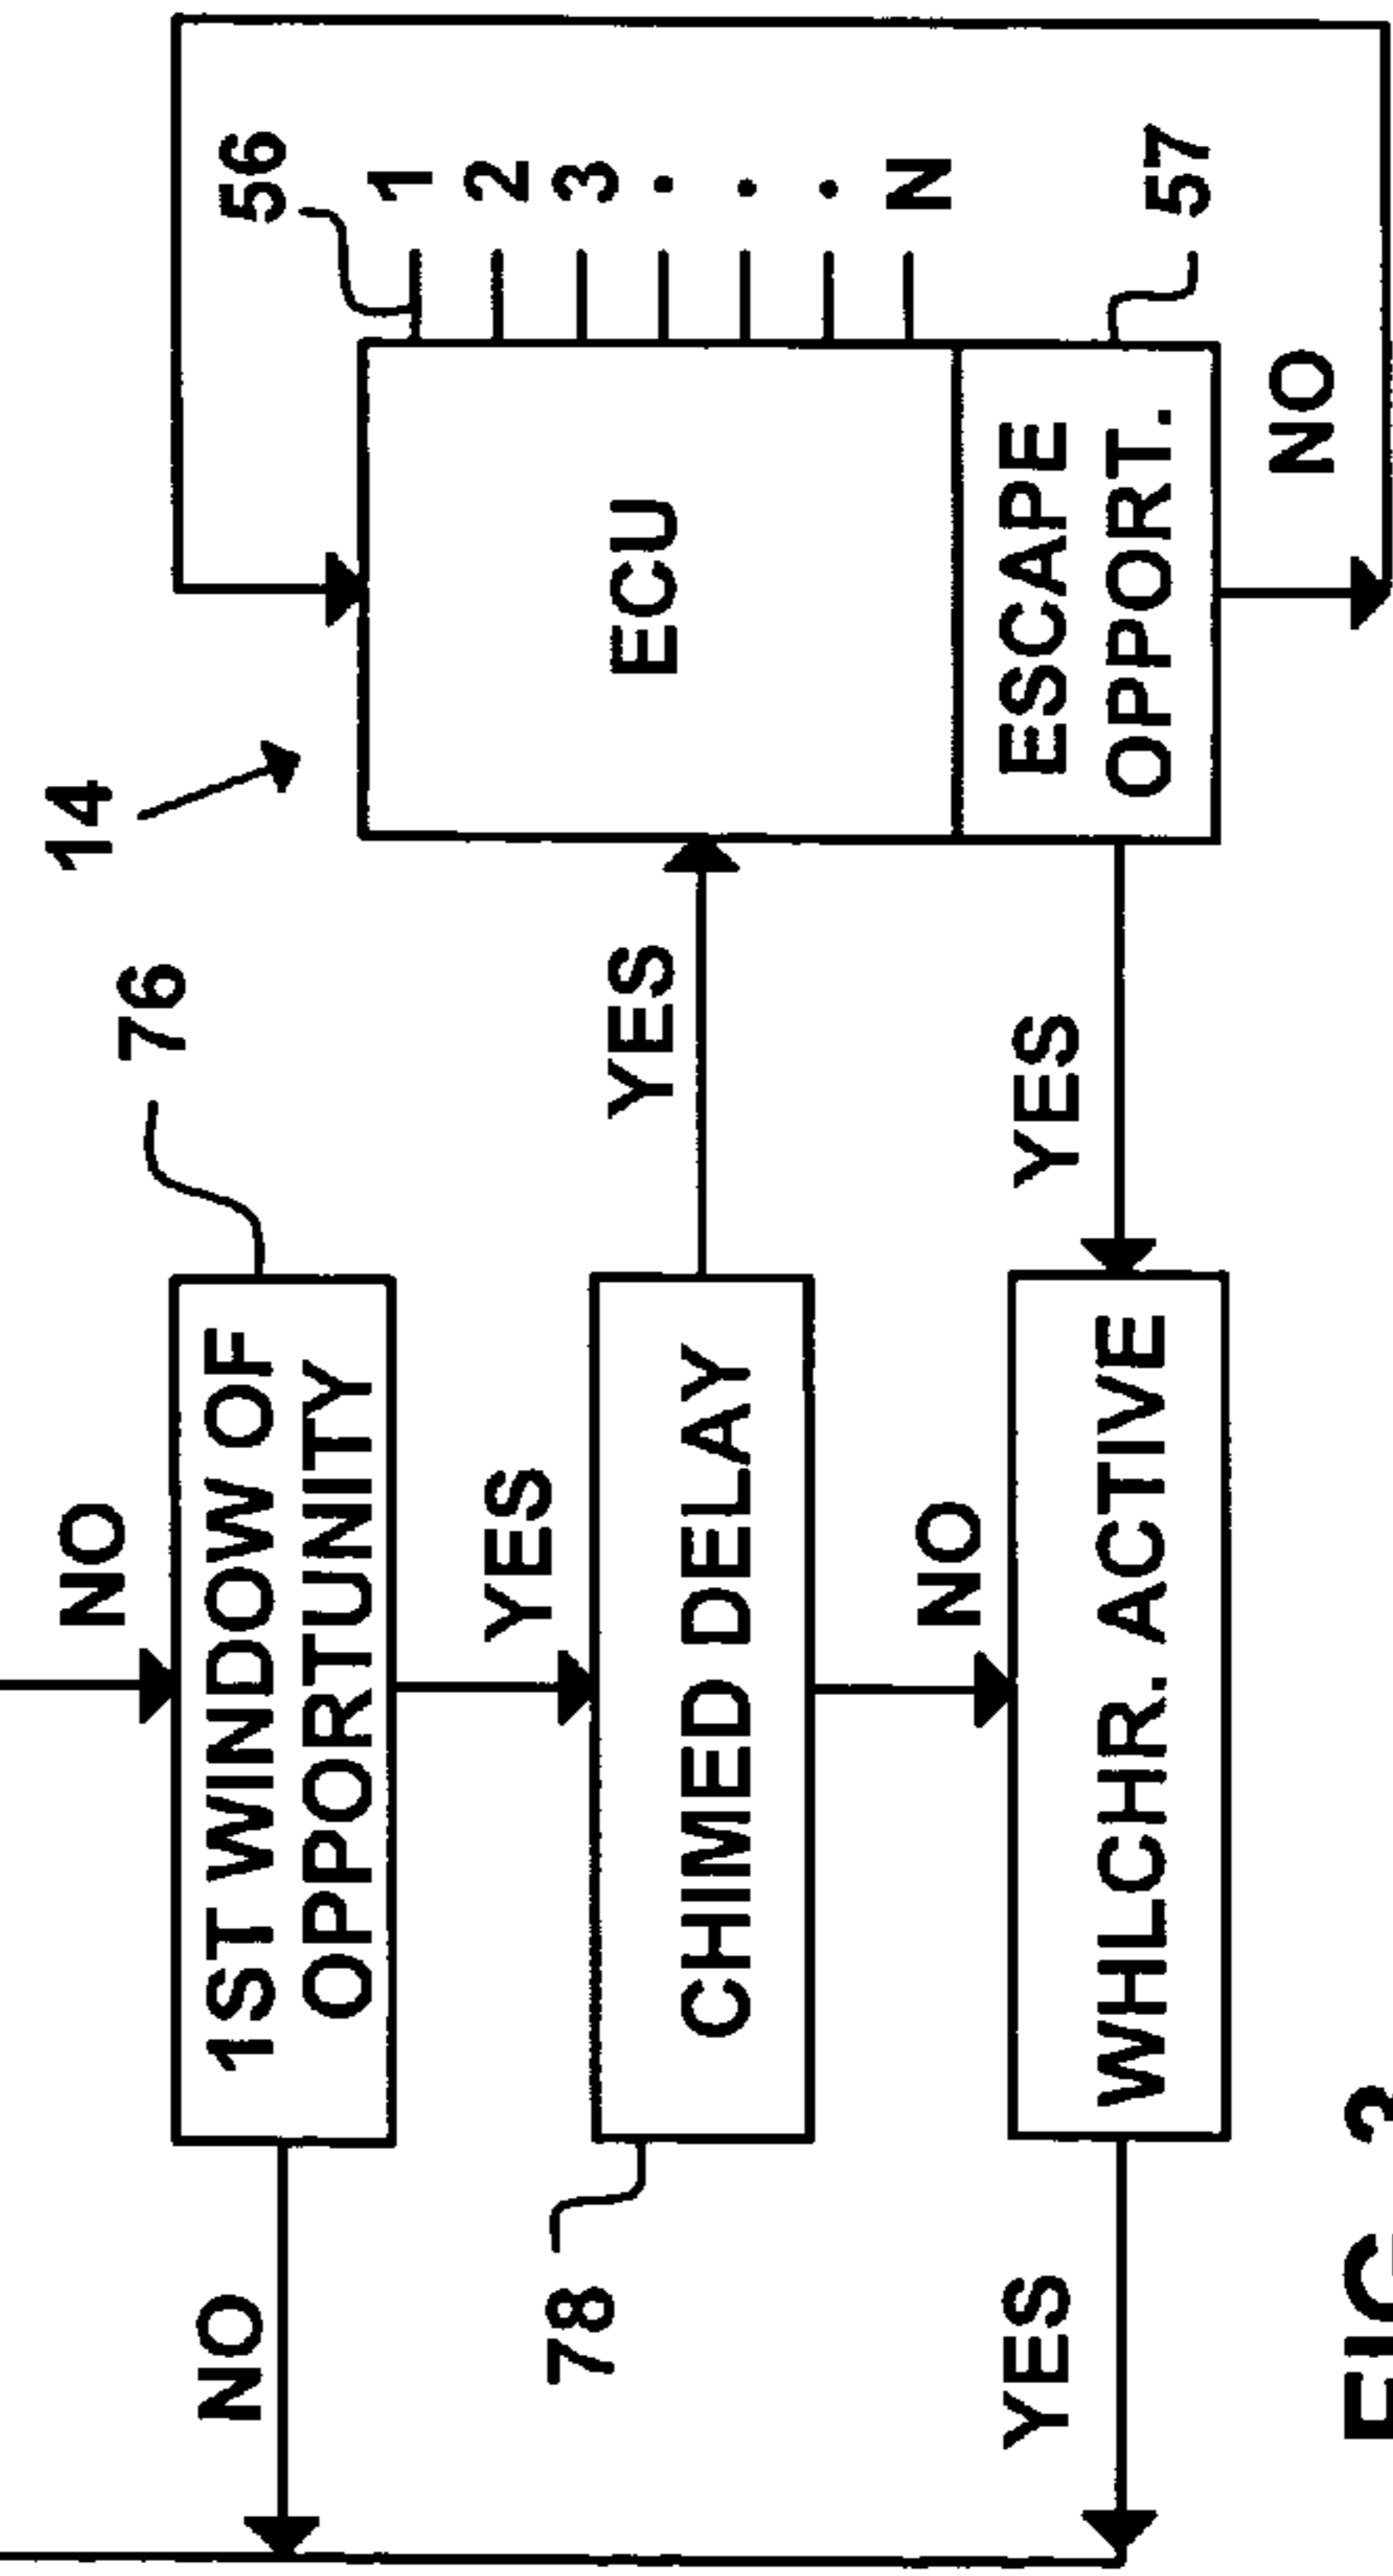 NO
14
76
NO
1ST WINDOW OF
OPPORTUNITY
56
1
2
3
.
.
.
N
YES
78
CHIMED DELAY
YES
ECU
NO
YES
WHLCHR. ACTIVE
YES
ESCAPE
OPPORT.
57
NO